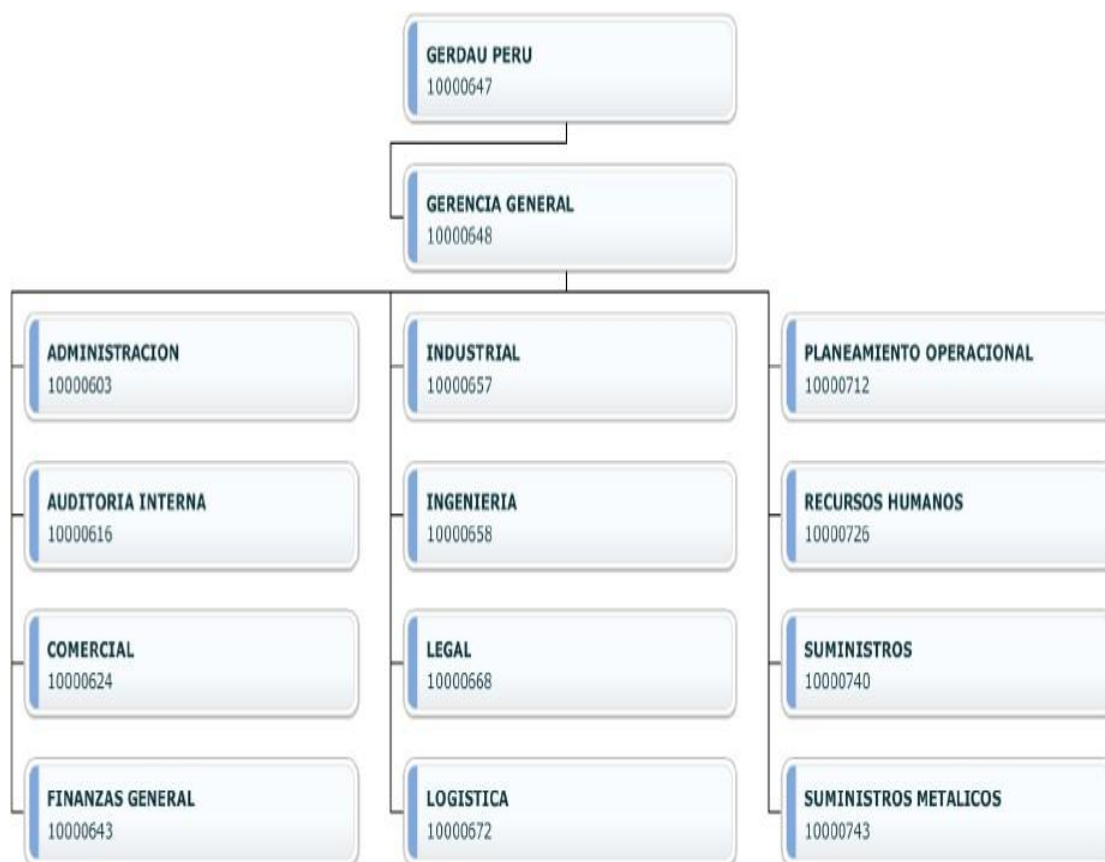 GERDAU PERU
10000647
GERENCIA GENERAL
10000648
ADMINISTRACION
10000603
AUDITORIA INTERNA
10000616
COMERCIAL
10000624
FINANZAS GENERAL
10000643
INDUSTRIAL
10000657
INGENIERIA
10000658
LEGAL
10000668
LOGISTICA
10000672
PLANEAMIENTO OPERACIONAL
10000712
RECURSOS HUMANOS
10000726
SUMINISTROS
10000740
SUMINISTROS METALICOS
10000743